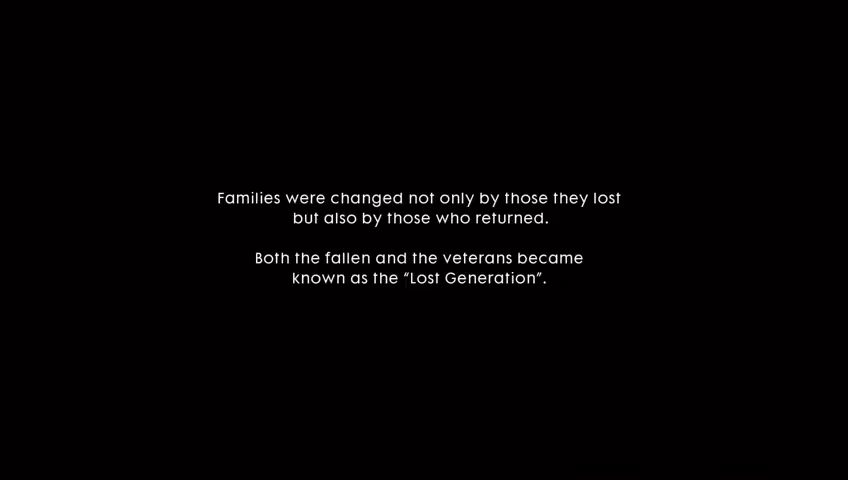 Families were changed not only by those they lost
but also by those who returned.
Both the fallen and the veterans became
known as the “Lost Generation”.